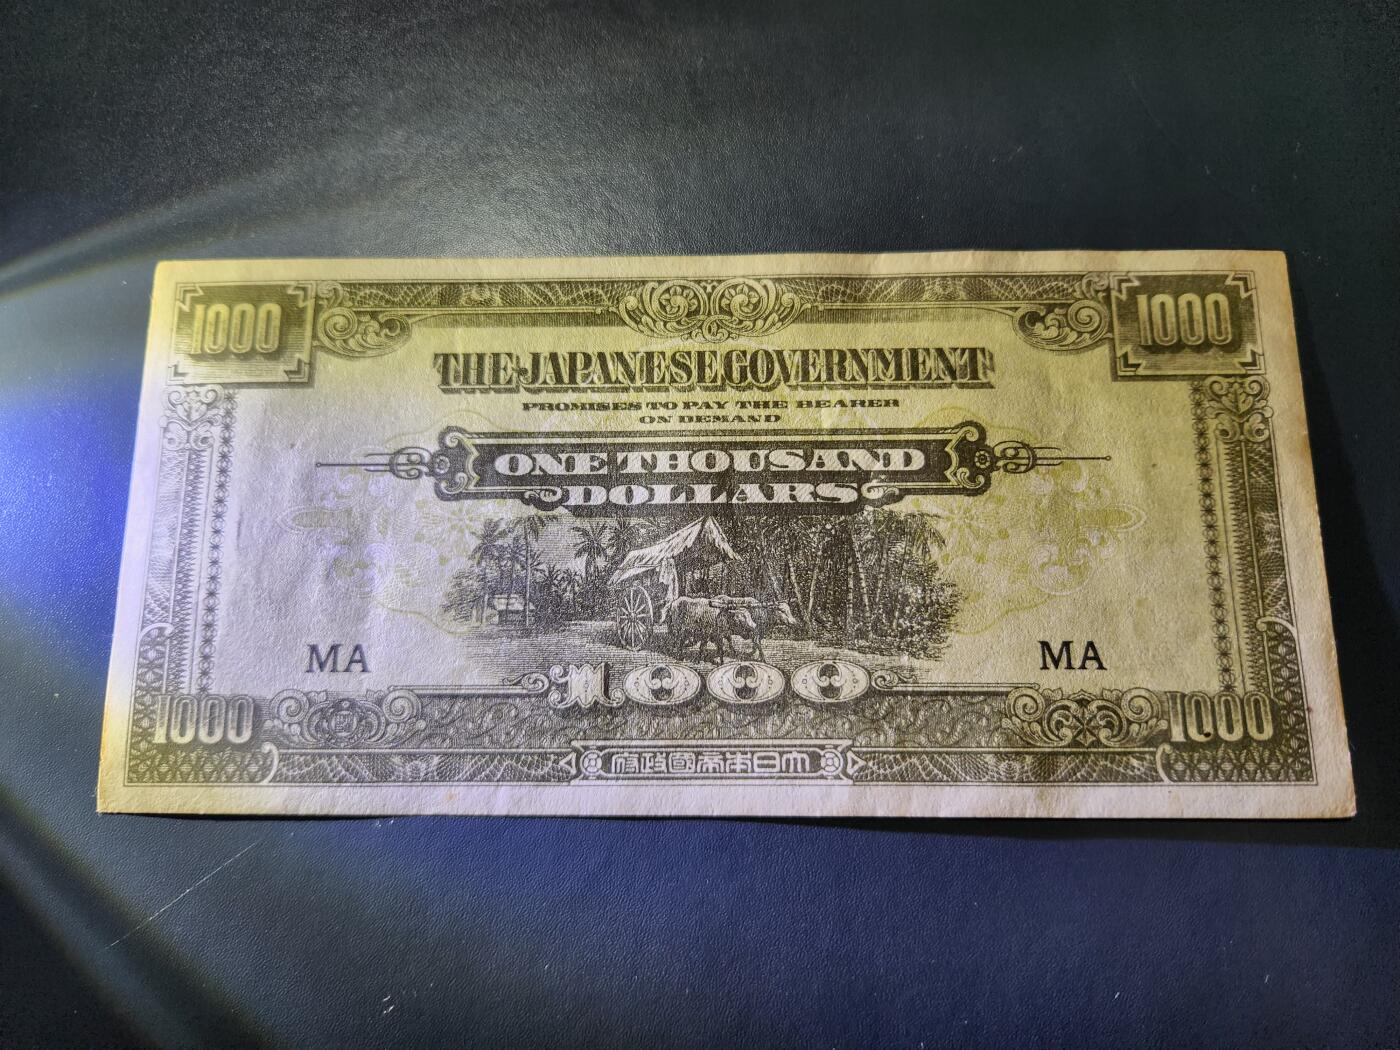 1000 1000
THE JAPANESE GOVERNMENT
PROMISES TO PAY THE BEARER
ON DEMAND
ONE THOUSAND
DOLLARS
MA MA
1000
1000 1000
府政國帝本日大